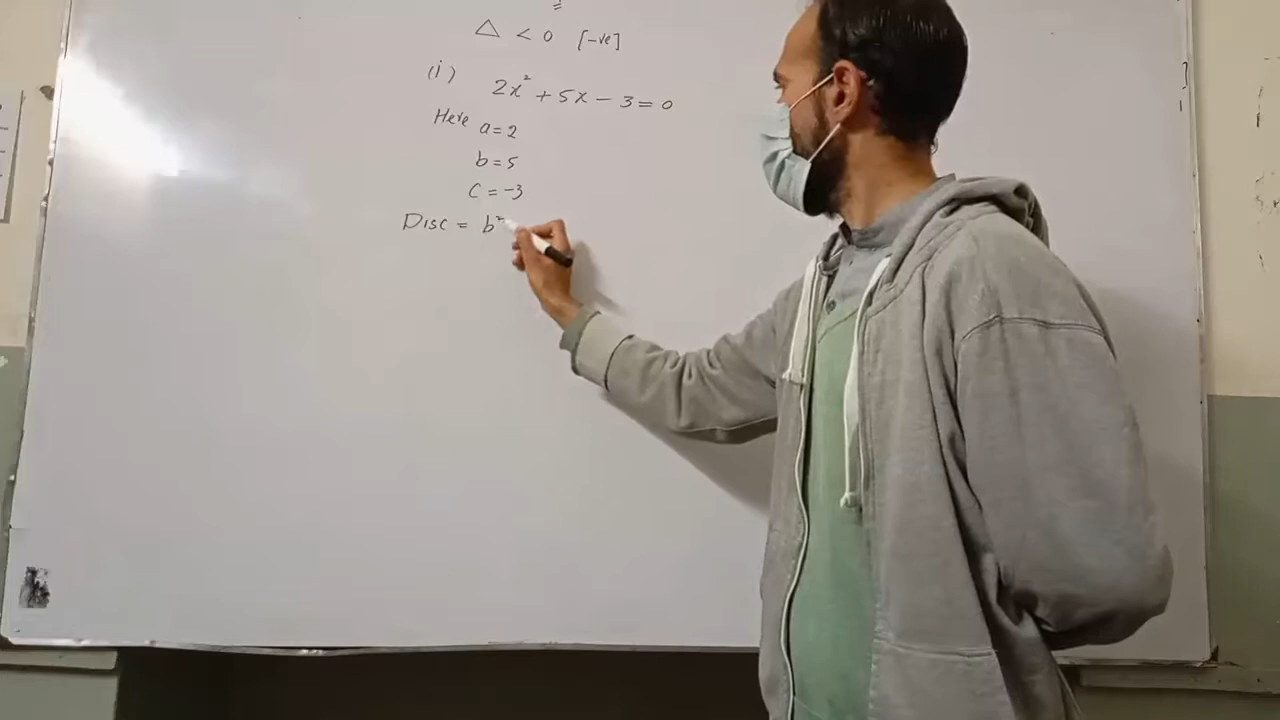 △ < 0 [-ve]
(i) 2x² + 5x - 3 = 0
Here a = 2
b = 5
C = -3
Disc = b²